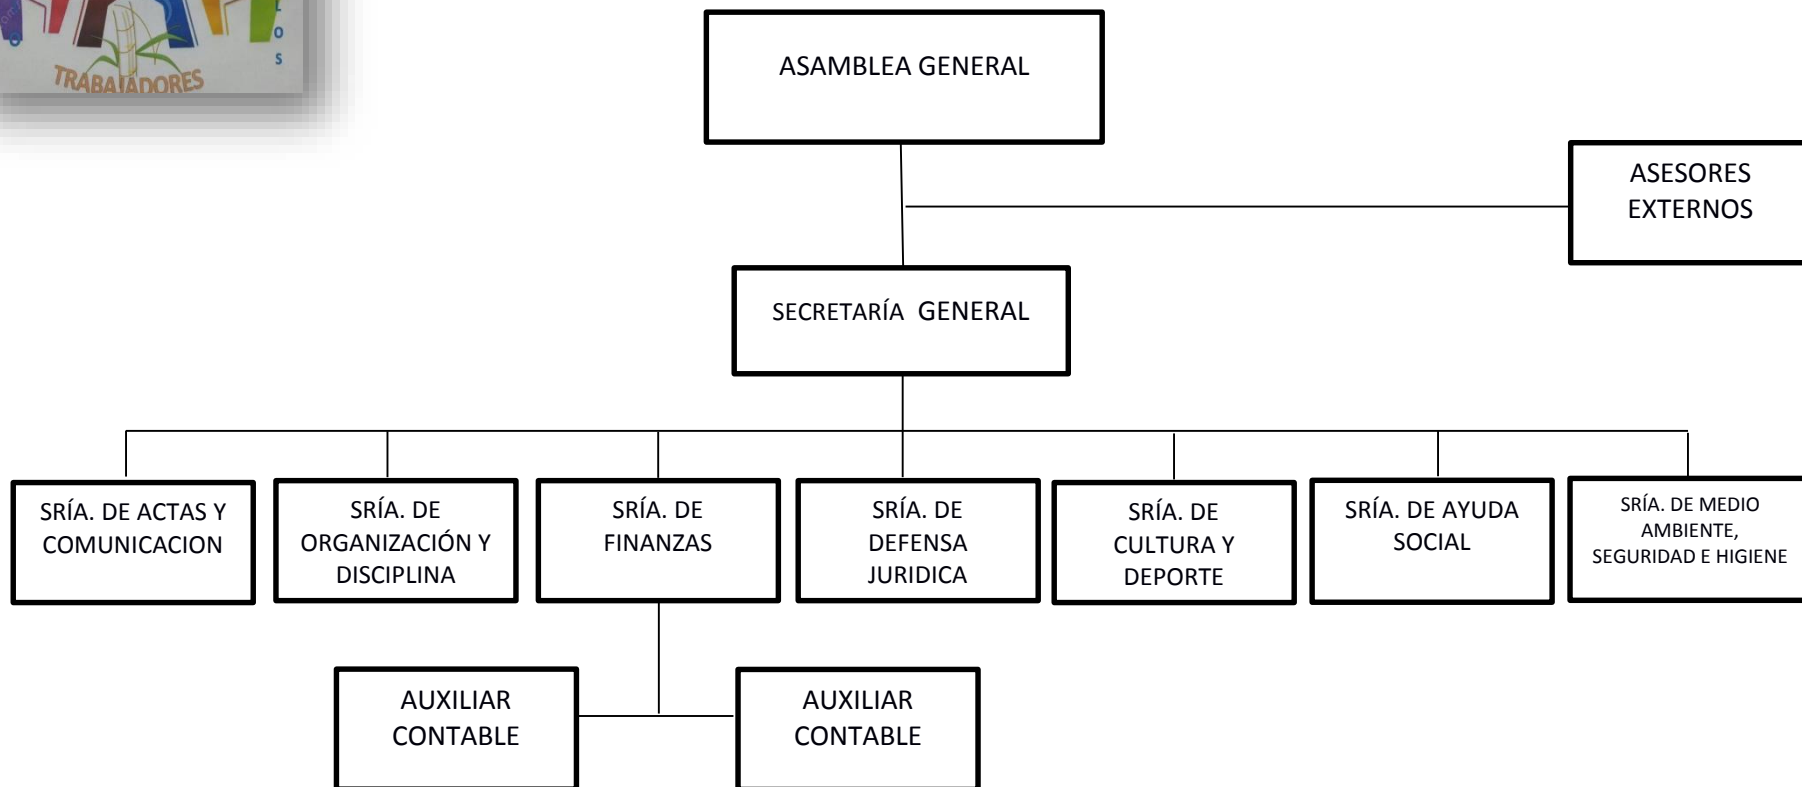 L
O
S
TRABAJADORES
ASAMBLEA GENERAL
ASESORES
EXTERNOS
SECRETARÍA GENERAL
SRÍA. DE ACTAS Y
COMUNICACION
SRÍA. DE
ORGANIZACIÓN Y
DISCIPLINA
SRÍA. DE
FINANZAS
SRÍA. DE
DEFENSA
JURIDICA
SRÍA. DE
CULTURA Y
DEPORTE
SRÍA. DE AYUDA
SOCIAL
SRÍA. DE MEDIO
AMBIENTE,
SEGURIDAD E HIGIENE
AUXILIAR
CONTABLE
AUXILIAR
CONTABLE